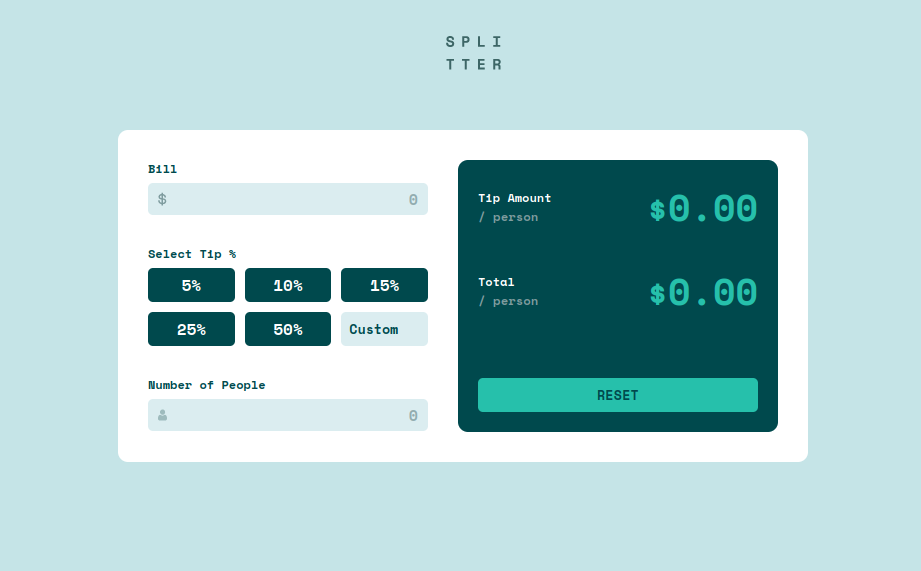 SPLI
TTER
Bill
$ 0
Select Tip %
5% 10% 15%
25% 50% Custom
Number of People
0
Tip Amount
/ person
$0.00
Total
/ person
$0.00
RESET